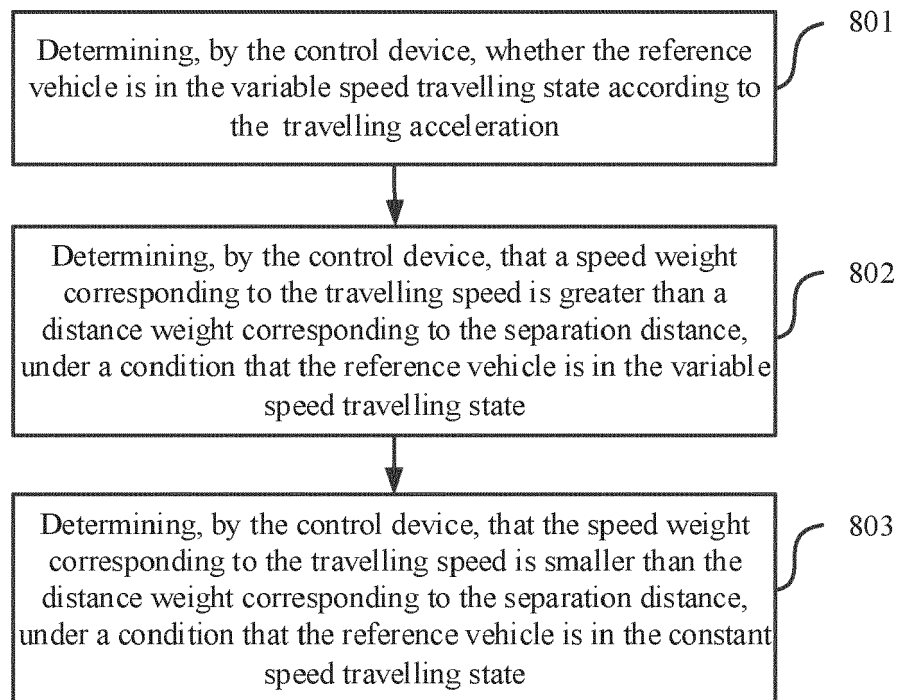 Determining, by the control device, whether the reference
vehicle is in the variable speed travelling state according to
the travelling acceleration
801
Determining, by the control device, that a speed weight
corresponding to the travelling speed is greater than a
distance weight corresponding to the separation distance,
under a condition that the reference vehicle is in the variable
speed travelling state
802
Determining, by the control device, that the speed weight
corresponding to the travelling speed is smaller than the
distance weight corresponding to the separation distance,
under a condition that the reference vehicle is in the constant
speed travelling state
803